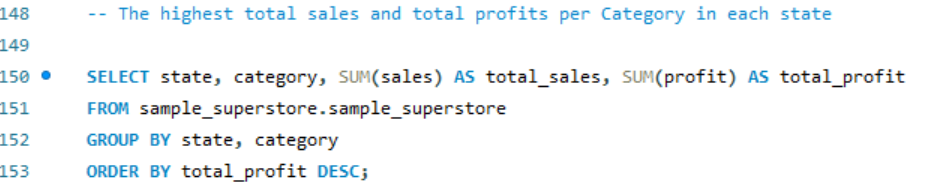 148 -- The highest total sales and total profits per Category in each state
149
150 SELECT state, category, SUM(sales) AS total_sales, SUM(profit) AS total_profit
151 FROM sample_superstore.sample_superstore
152 GROUP BY state, category
153 ORDER BY total_profit DESC;